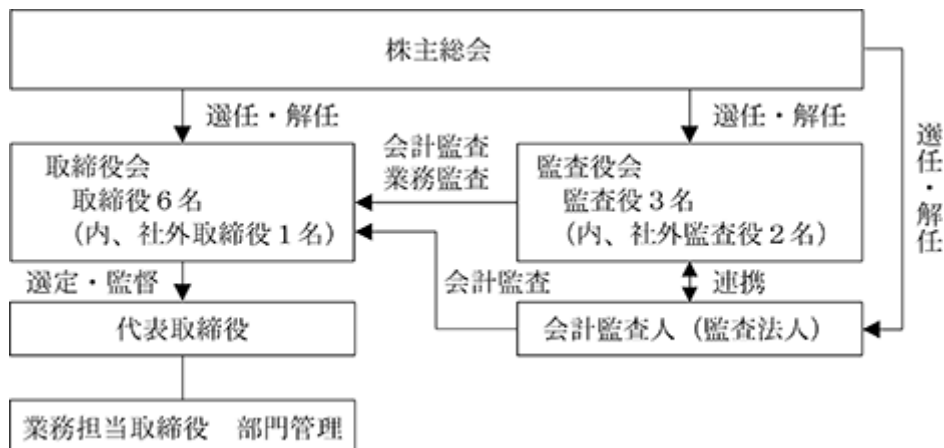 株主総会
選任・解任
選任・解任
選任・解任
取締役会
取締役6名
(内、社外取締役1名)
会計監査
業務監査
監査役会
監査役3名
(内、社外監査役2名)
選定・監督
会計監査
連携
代表取締役
会計監査人(監査法人)
業務担当取締役　部門管理